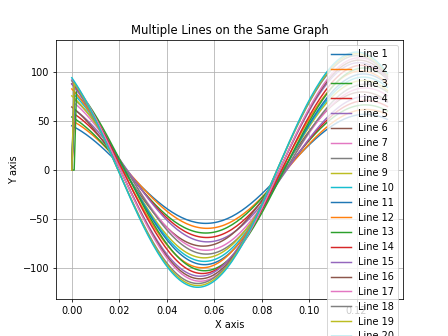 Multiple Lines on the Same Graph
Y axis
100
50
0
−50
−100
0.00
0.02
0.04
0.06
0.08
0.10
X axis
Line 1
Line 2
Line 3
Line 4
Line 5
Line 6
Line 7
Line 8
Line 9
Line 10
Line 11
Line 12
Line 13
Line 14
Line 15
Line 16
Line 17
Line 18
Line 19
Line 20